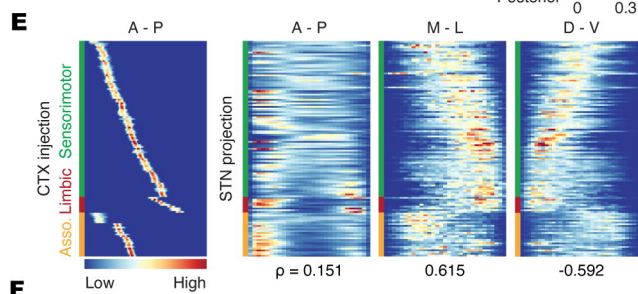 Posterior 0 0.3
E
A - P A - P M - L D - V
CTX injection
Asso. Limbic Sensorimotor
STN projection
Low High
ρ = 0.151 0.615 -0.592